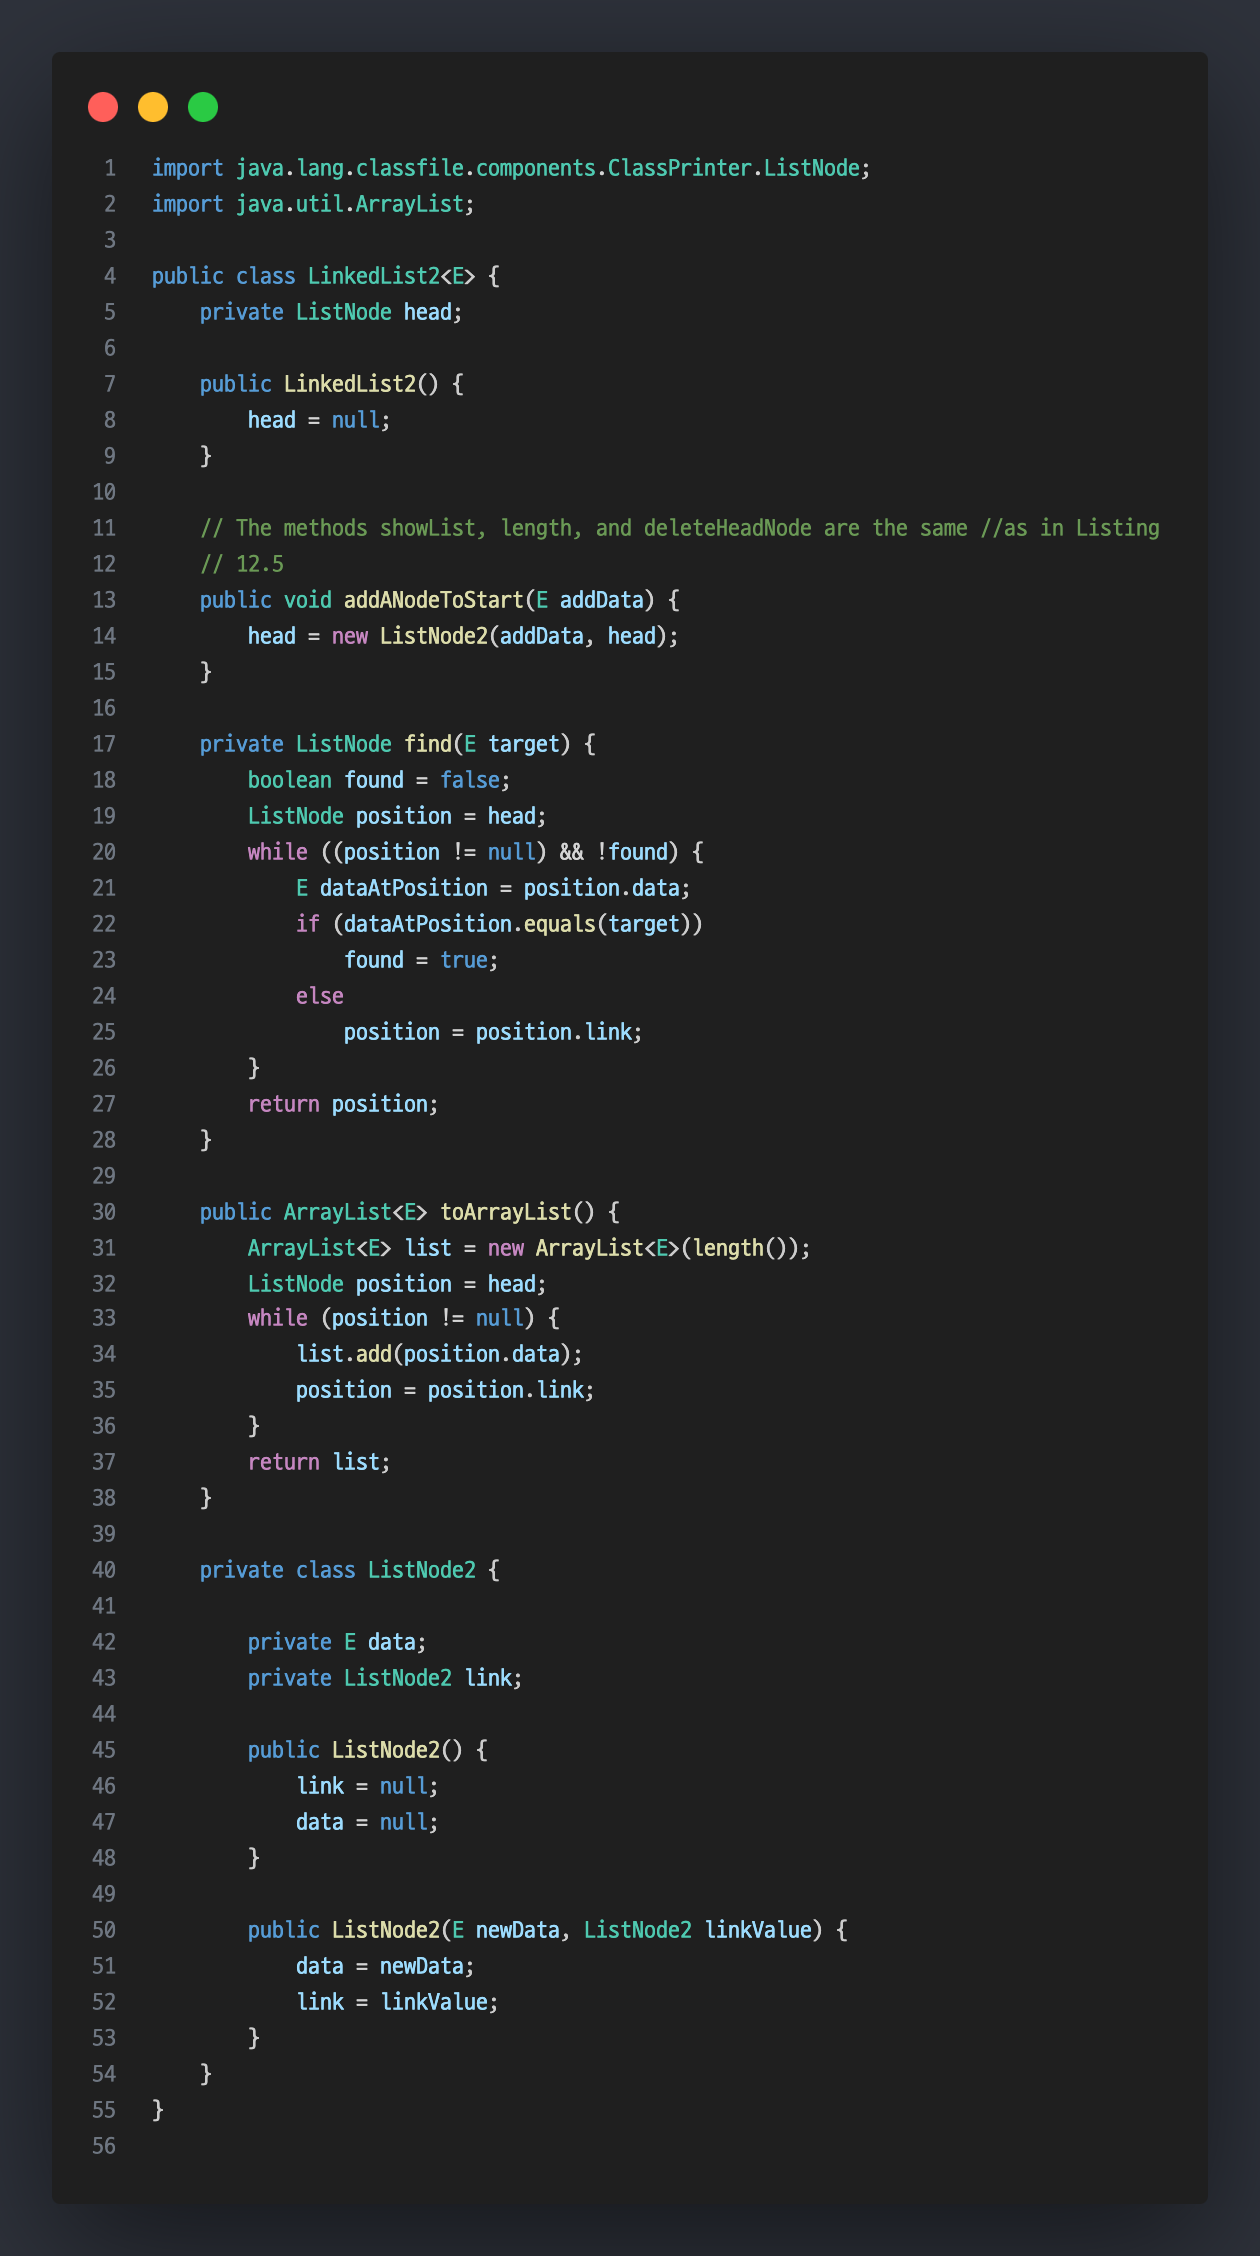 1 import java.lang.classfile.components.ClassPrinter.ListNode;
2 import java.util.ArrayList;
3
4 public class LinkedList2<E> {
5     private ListNode head;
6
7     public LinkedList2() {
8         head = null;
9     }
10
11     // The methods showList, length, and deleteHeadNode are the same //as in Listing
12     // 12.5
13     public void addANodeToStart(E addData) {
14         head = new ListNode2(addData, head);
15     }
16
17     private ListNode find(E target) {
18         boolean found = false;
19         ListNode position = head;
20         while ((position != null) && !found) {
21             E dataAtPosition = position.data;
22             if (dataAtPosition.equals(target))
23                 found = true;
24             else
25                 position = position.link;
26         }
27         return position;
28     }
29
30     public ArrayList<E> toArrayList() {
31         ArrayList<E> list = new ArrayList<E>(length());
32         ListNode position = head;
33         while (position != null) {
34             list.add(position.data);
35             position = position.link;
36         }
37         return list;
38     }
39
40     private class ListNode2 {
41
42         private E data;
43         private ListNode2 link;
44
45         public ListNode2() {
46             link = null;
47             data = null;
48         }
49
50         public ListNode2(E newData, ListNode2 linkValue) {
51             data = newData;
52             link = linkValue;
53         }
54     }
55 }
56